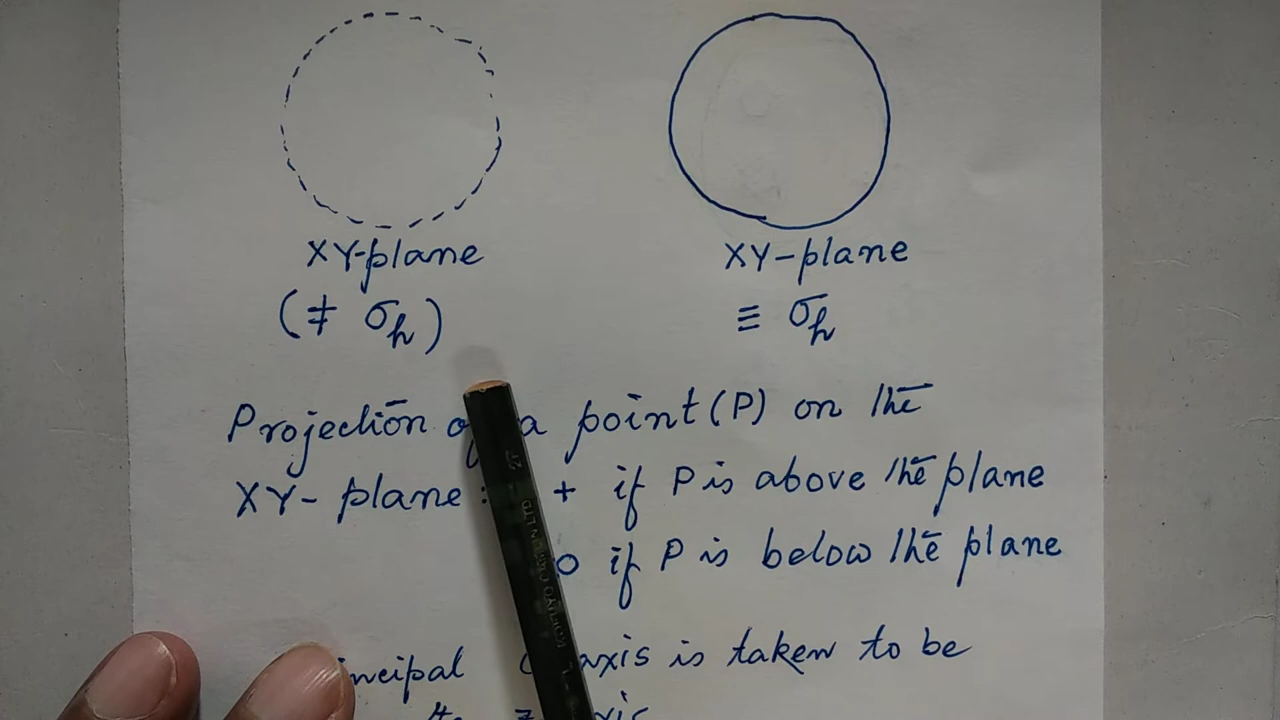 XY-plane XY-plane
(≠ σh) ≡ σh
Projection a point (P) on the
XY-plane: + if P is above the plane
o if P is below the plane
axis is taken to be